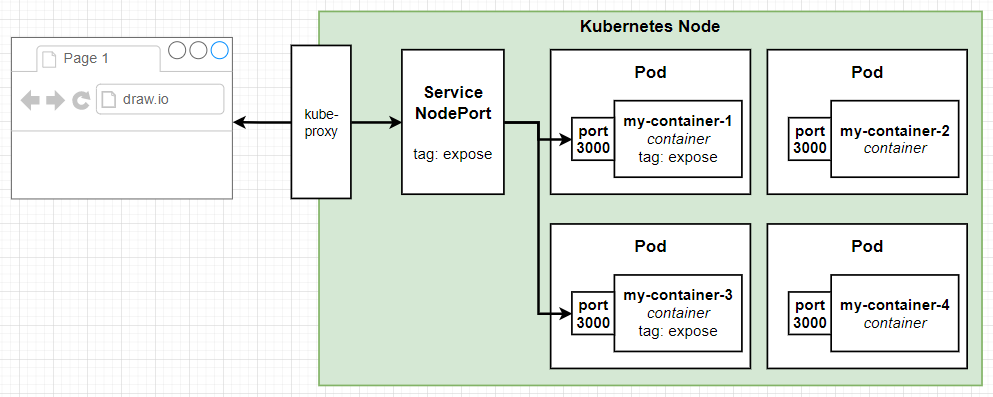 Kubernetes Node
Page 1
draw.io
kube-
proxy
Service
NodePort
tag: expose
Pod
port
3000
my-container-1
container
tag: expose
Pod
port
3000
my-container-2
container
Pod
port
3000
my-container-3
container
tag: expose
Pod
port
3000
my-container-4
container